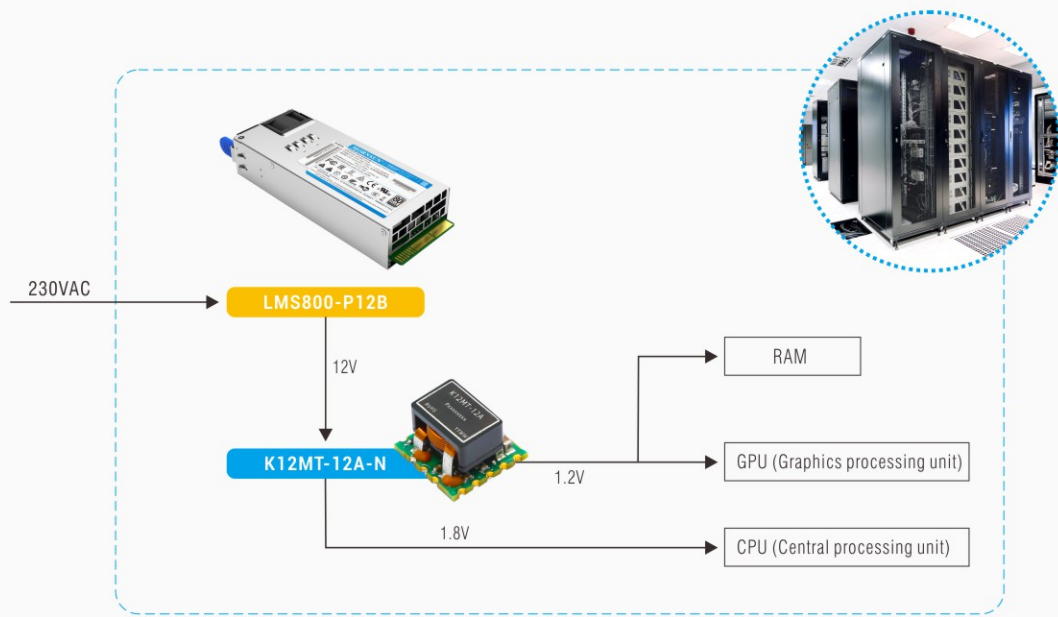 230VAC
LMS800-P12B
12V
K12MT-12A
RoHS
K12MT-12A-N
1.2V
1.8V
RAM
GPU (Graphics processing unit)
CPU (Central processing unit)